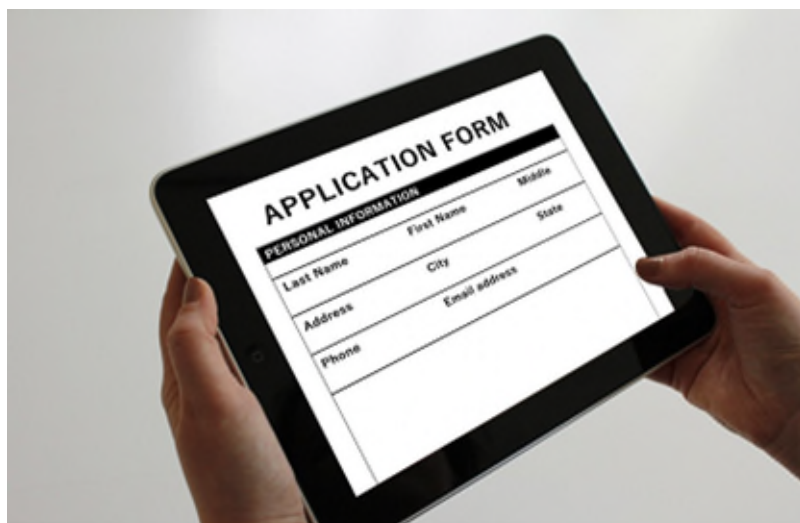 APPLICATION FORM
PERSONAL INFORMATION
Last Name First Name Middle
Address City State
Phone Email address